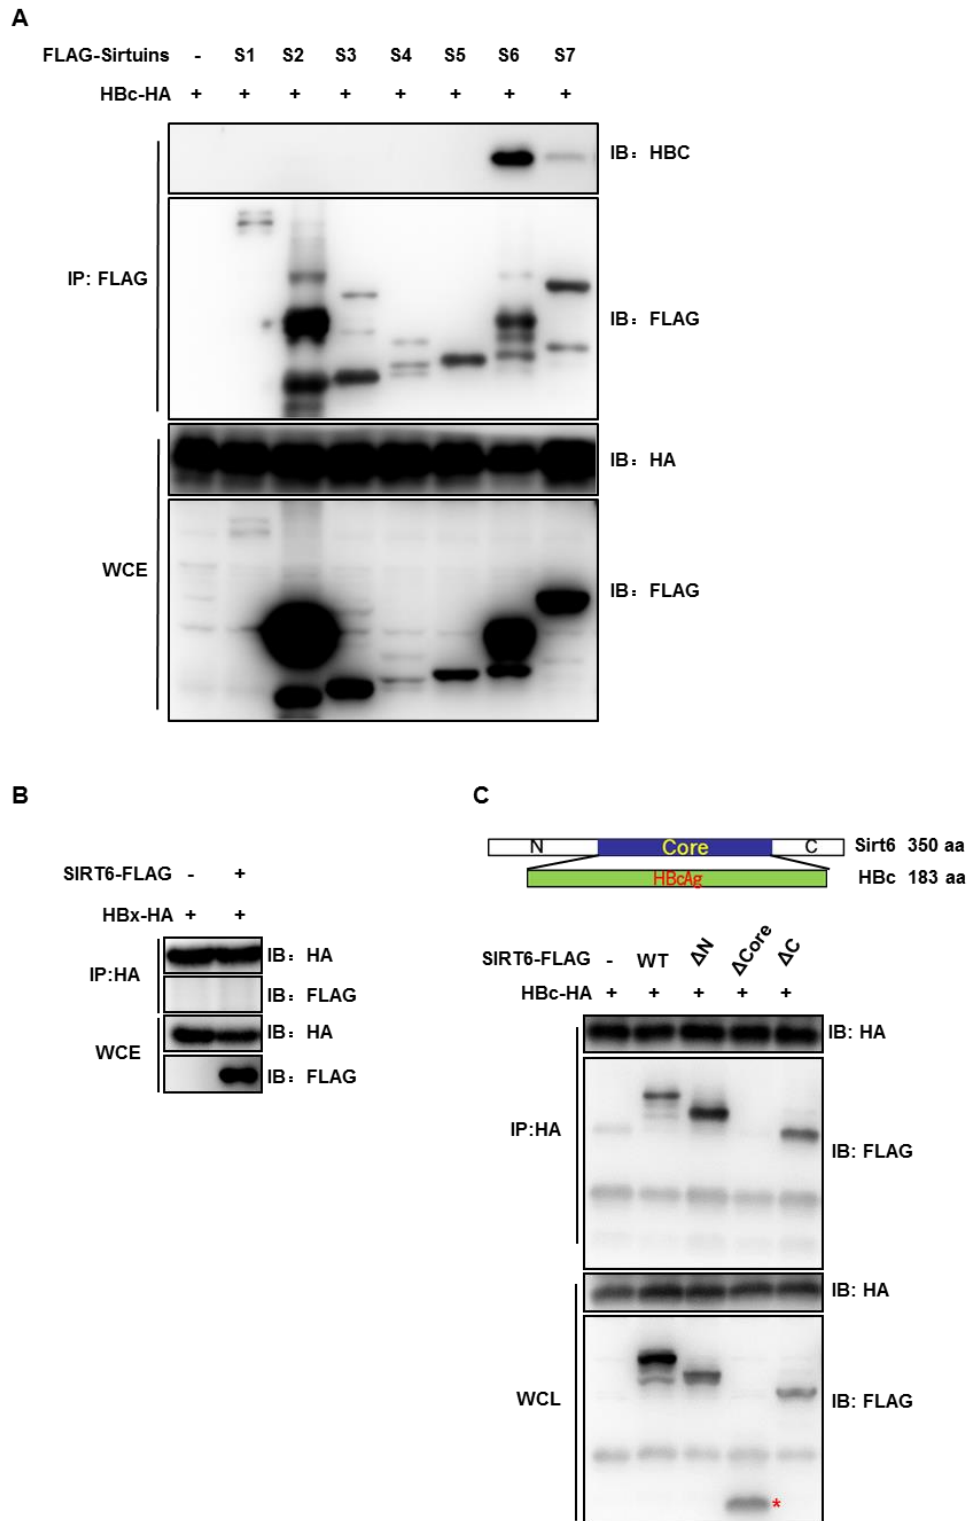 A
FLAG-Sirtuins - S1 S2 S3 S4 S5 S6 S7
HBc-HA + + + + + + + +
IB: HBC
IP: FLAG
IB: FLAG
IB: HA
WCE
IB: FLAG
B
SIRT6-FLAG - +
HBx-HA + +
IP:HA
IB: HA
IB: FLAG
WCE
IB: HA
IB: FLAG
C
N Core C Sirt6 350 aa
HBcAg HBc 183 aa
SIRT6-FLAG - WT ΔN ΔCore ΔC
HBc-HA + + + + +
IB: HA
IP:HA
IB: FLAG
IB: HA
WCL
IB: FLAG
*